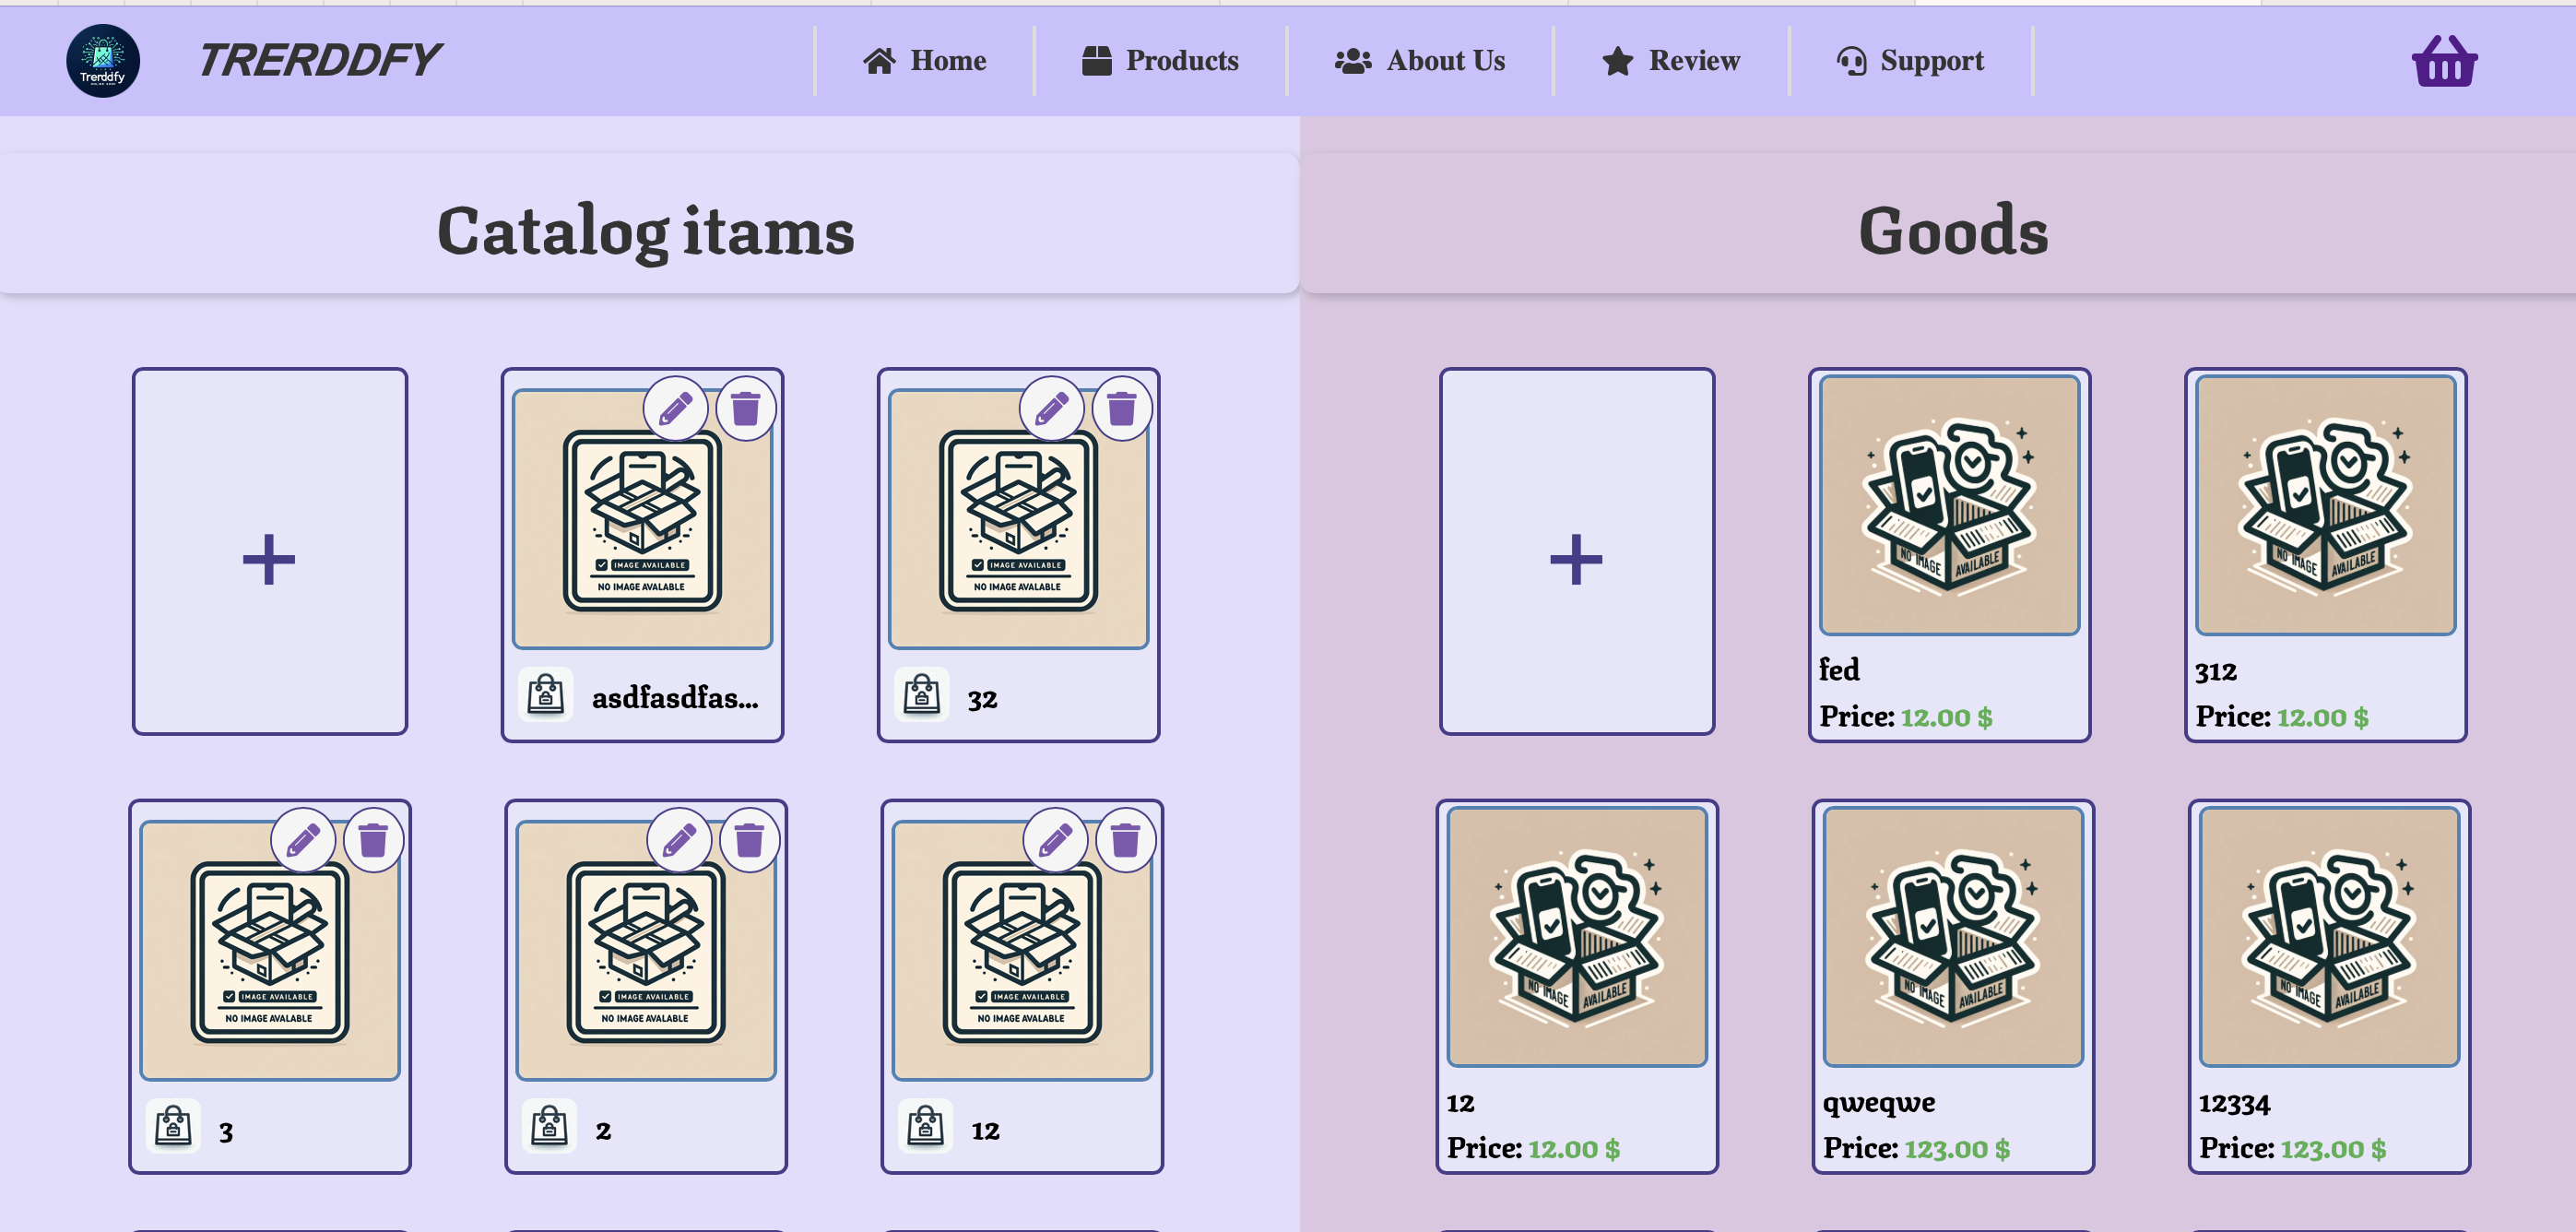 Trerddfy
TRERDDFY
Home
Products
About Us
Review
Support
Catalog itams
Goods
IMAGE AVAILABLE
NO IMAGE AVALABLE
asdfasdfas...
IMAGE AVAILABLE
NO IMAGE AVALABLE
32
NO IMAGE AVAILABLE
fed
Price: 12.00 $
NO IMAGE AVAILABLE
312
Price: 12.00 $
IMAGE AVAILABLE
NO IMAGE AVALABLE
3
IMAGE AVAILABLE
NO IMAGE AVALABLE
2
IMAGE AVAILABLE
NO IMAGE AVALABLE
12
NO IMAGE AVAILABLE
12
Price: 12.00 $
NO IMAGE AVAILABLE
qweqwe
Price: 123.00 $
NO IMAGE AVAILABLE
12334
Price: 123.00 $